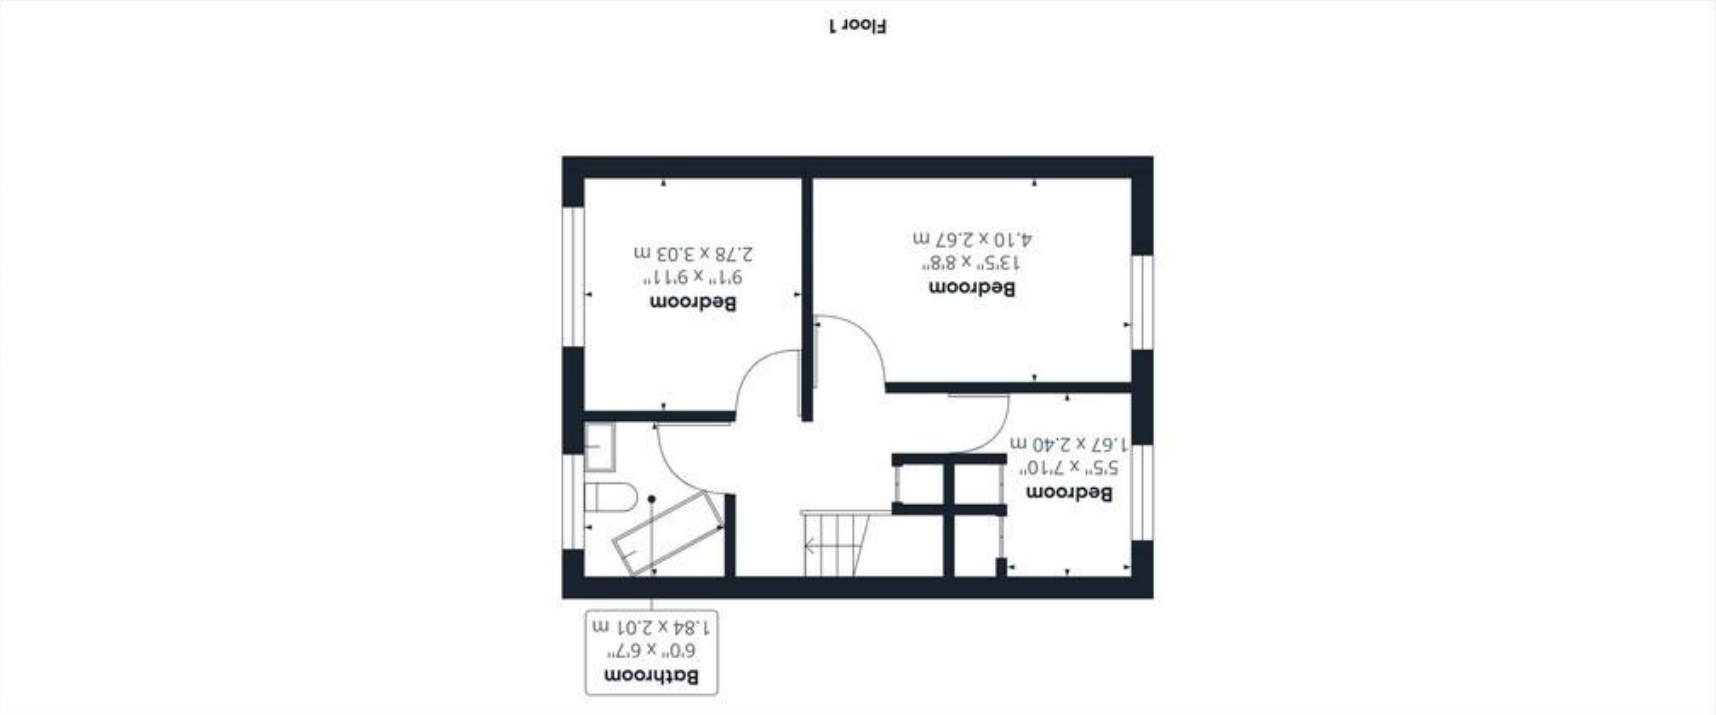 Bathroom
6'0" x 6'7"
1.84 x 2.01 m
Bedroom
5'5" x 7'10"
1.67 x 2.40 m
Bedroom
13'5" x 8'8"
4.10 x 2.67 m
Bedroom
9'1" x 9'11"
2.78 x 3.03 m
Floor 1